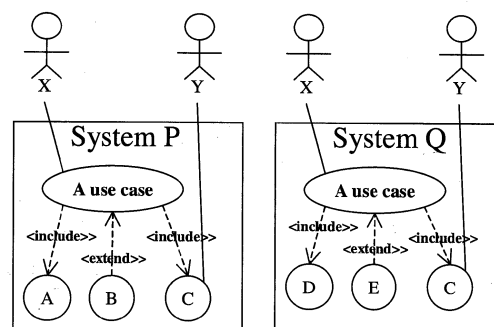 X Y X Y
System P System Q
A use case A use case
<include>> <include>> <include>> <include>>
<extend>> <extend>>
A B C D E C